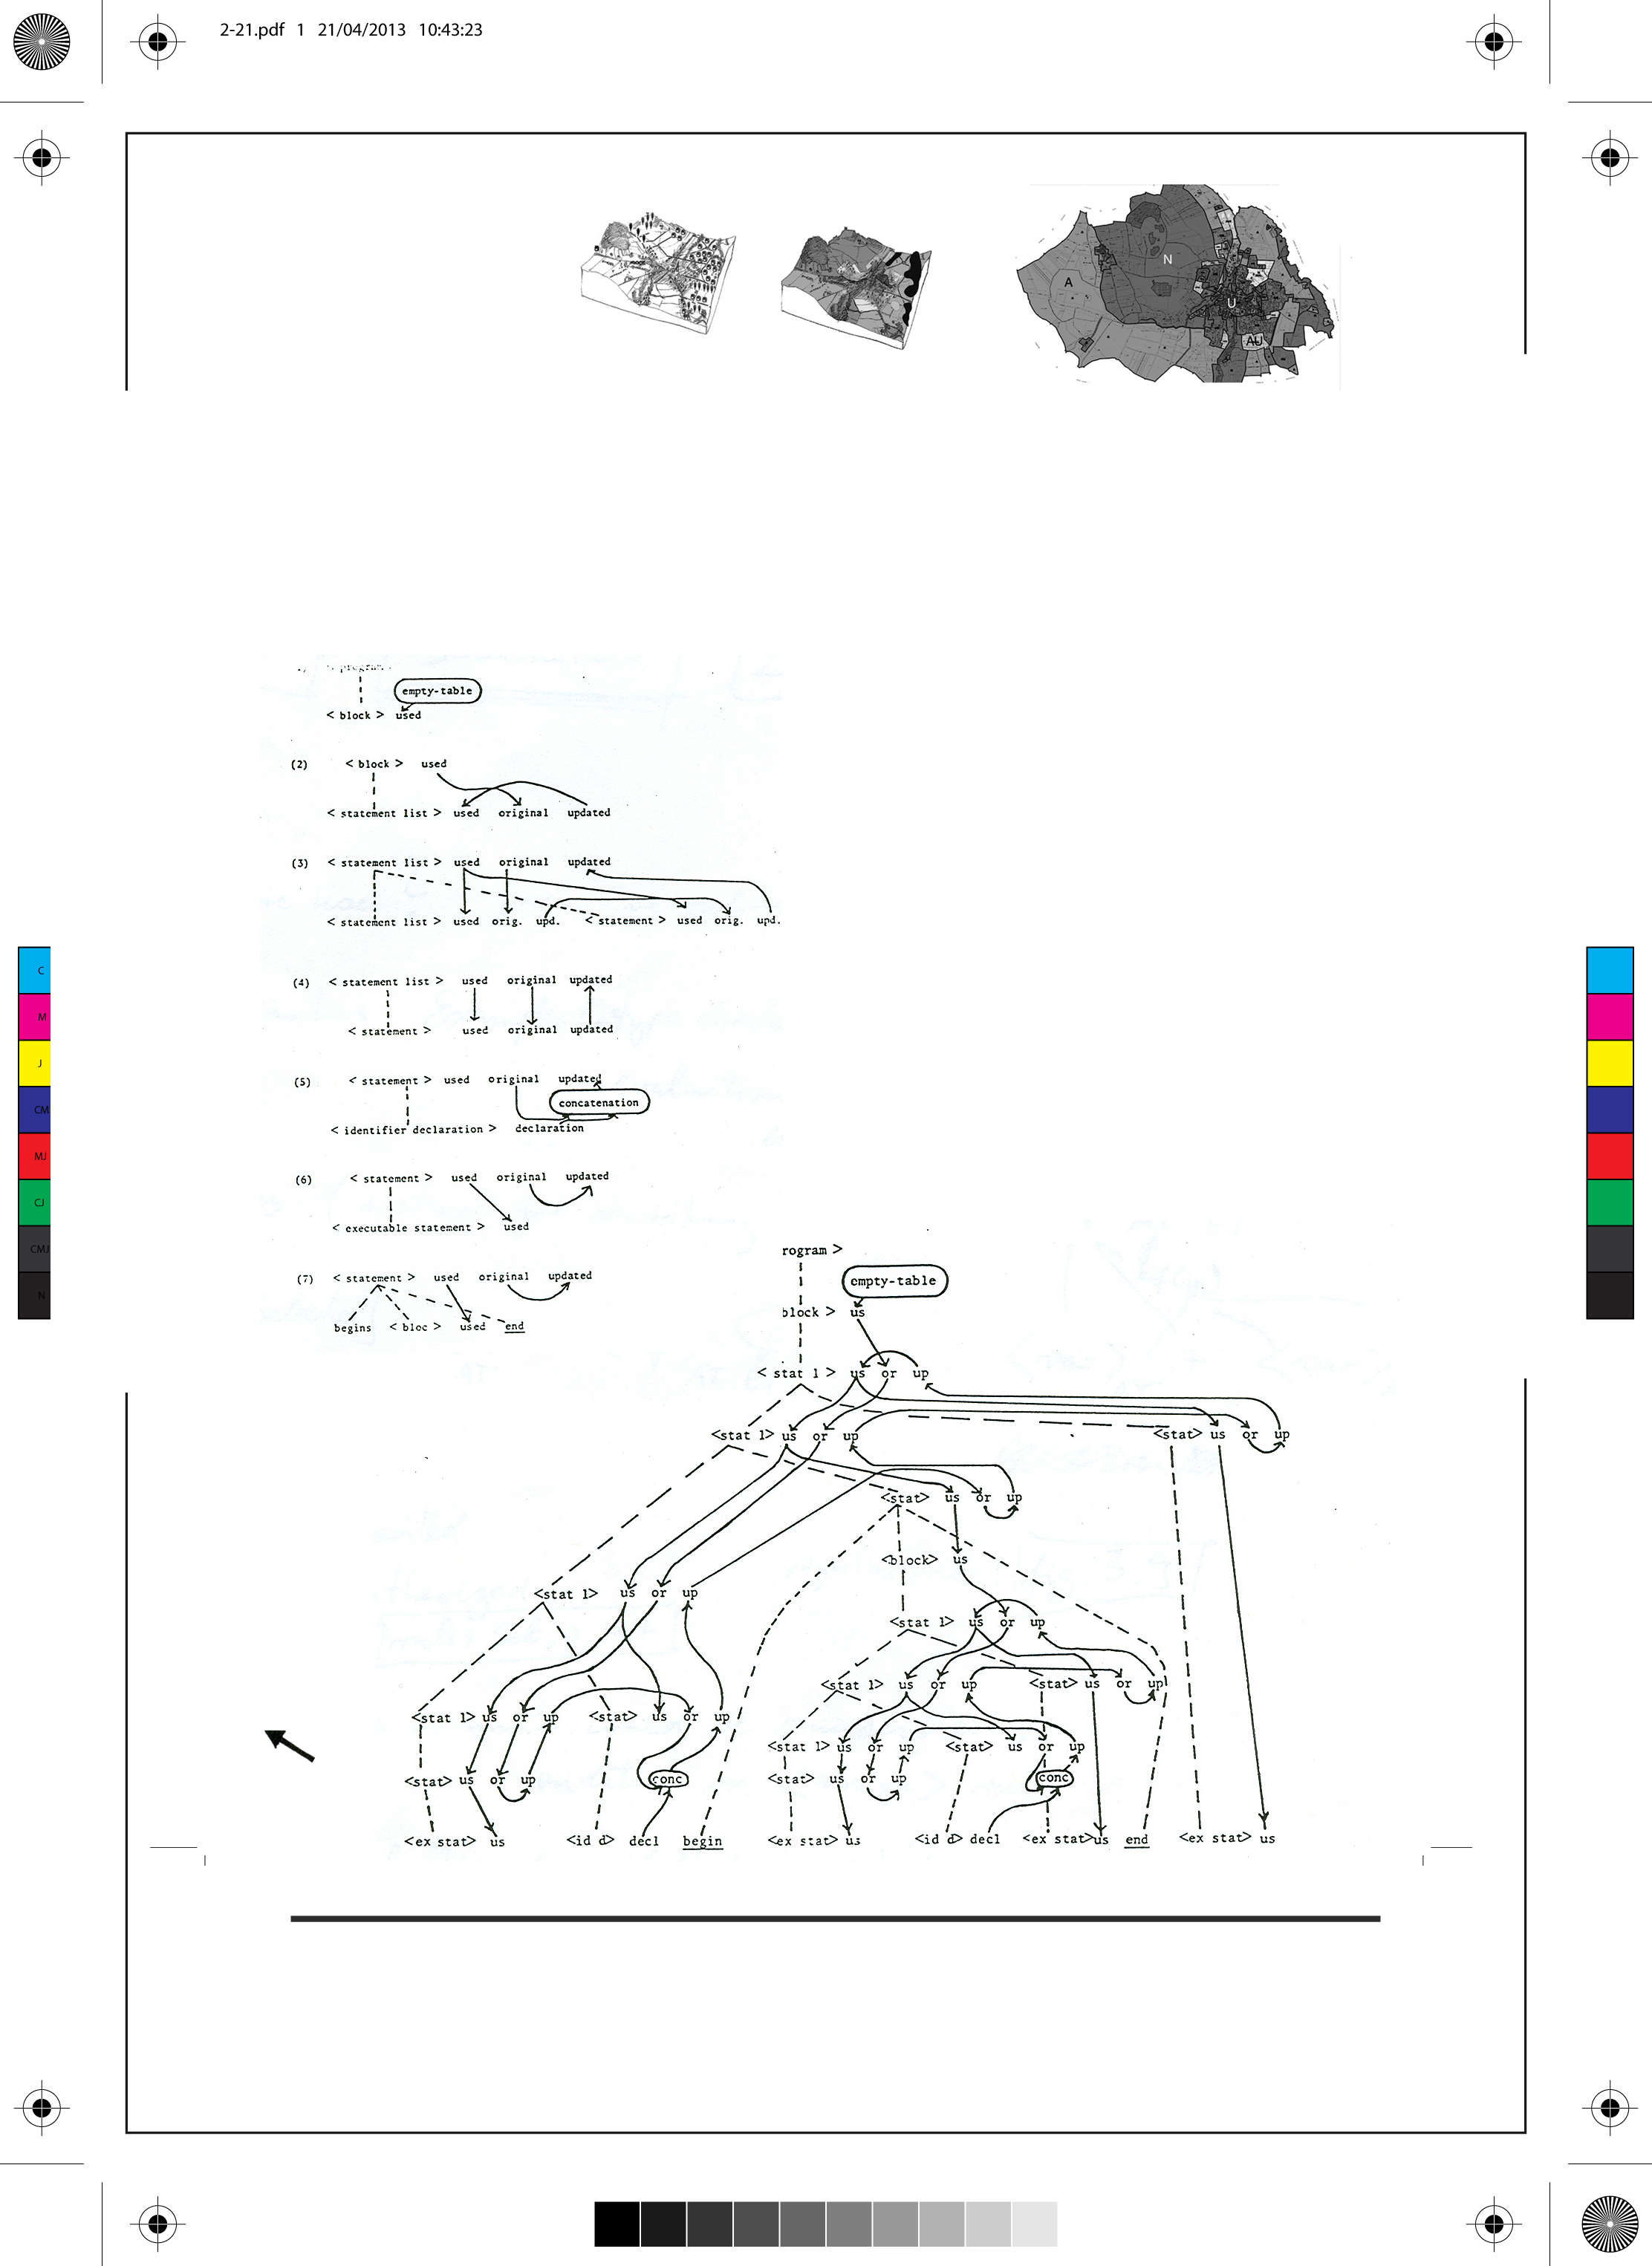 2-21.pdf 1 21/04/2013 10:43:23
N
A
U
AU
program
empty-table
< block > used
(2) < block > used
< statement list > used original updated
(3) < statement list > used original updated
< statement list > used orig. upd. < statement > used orig. upd.
(4) < statement list > used original updated
< statement > used original updated
(5) < statement > used original updated
concatenation
< identifier declaration > declaration
(6) < statement > used original updated
< executable statement > used
(7) < statement > used original updated
begins < bloc > used end
rogram >
empty-table
block > us
< stat 1 > us or up
<stat 1> us or up <stat> us or up
<stat> us or up
<block> us
<stat 1> us or up
<stat 1> us or up
<stat 1> us or up <stat> us or up
<stat 1> us or up <stat> us or up
<stat 1> us or up <stat> us or up
<stat> us or up conc <stat> us or up conc
<ex stat> us <id d> decl begin <ex stat> us <id d> decl <ex stat> us end <ex stat> us
C
M
J
CM
MJ
CJ
CMJ
N